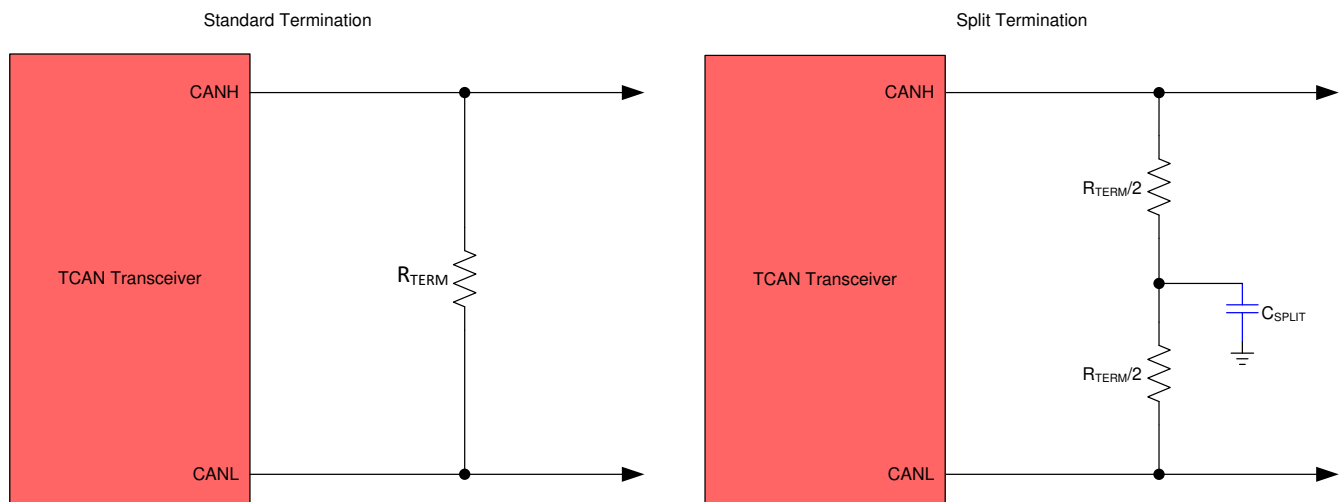 Standard Termination
CANH
TCAN Transceiver
RTERM
CANL
Split Termination
CANH
RTERM/2
TCAN Transceiver
CSPLIT
RTERM/2
CANL